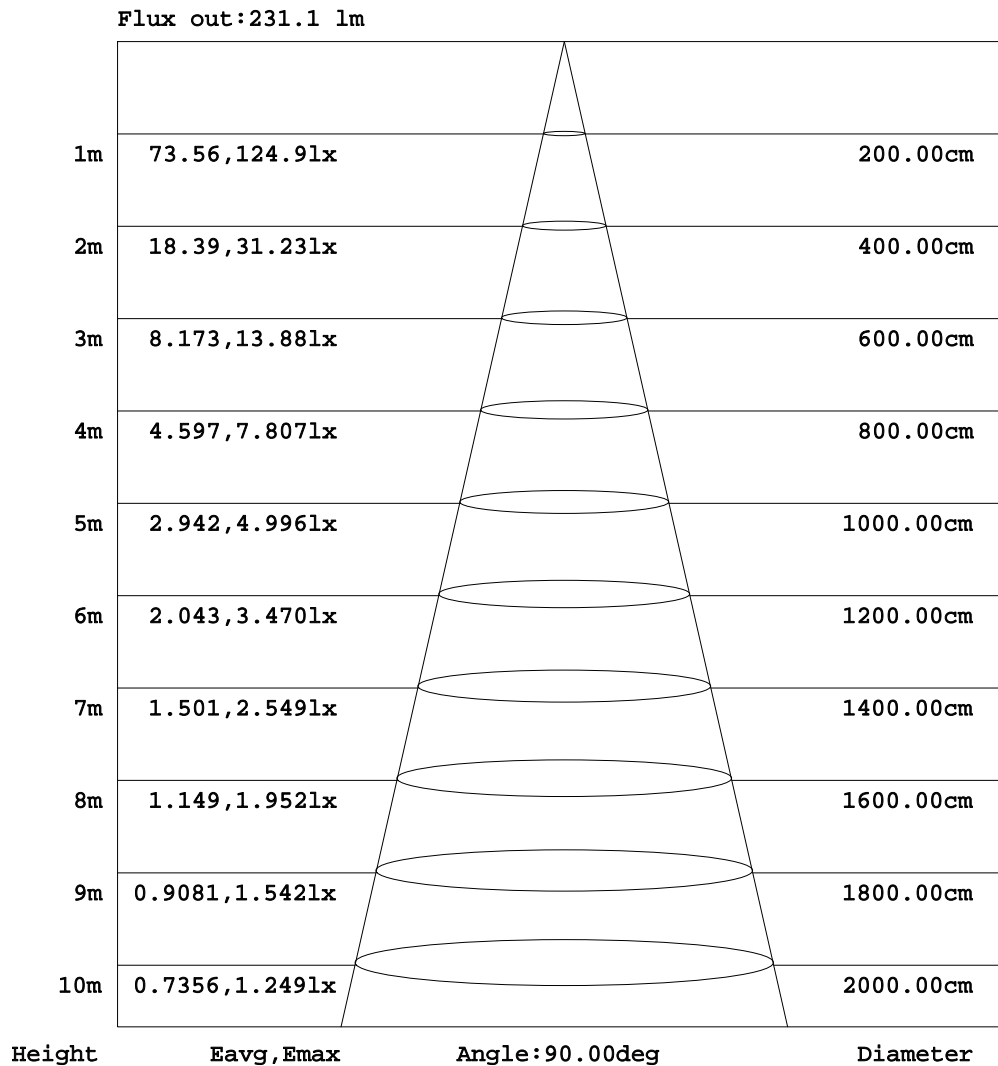 Flux out:231.1 lm
1m 73.56,124.9lx 200.00cm
2m 18.39,31.23lx 400.00cm
3m 8.173,13.88lx 600.00cm
4m 4.597,7.807lx 800.00cm
5m 2.942,4.996lx 1000.00cm
6m 2.043,3.470lx 1200.00cm
7m 1.501,2.549lx 1400.00cm
8m 1.149,1.952lx 1600.00cm
9m 0.9081,1.542lx 1800.00cm
10m 0.7356,1.249lx 2000.00cm
Height Eavg,Emax Angle:90.00deg Diameter